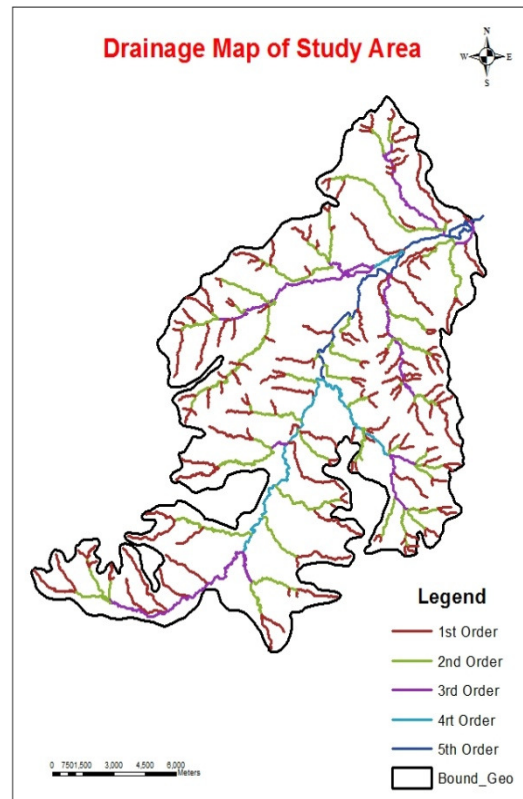 Drainage Map of Study Area
N
W E
S
Legend
1st Order
2nd Order
3rd Order
4rt Order
5th Order
Bound_Geo
0 7501,500 3,000 4,500 6,000
Meters